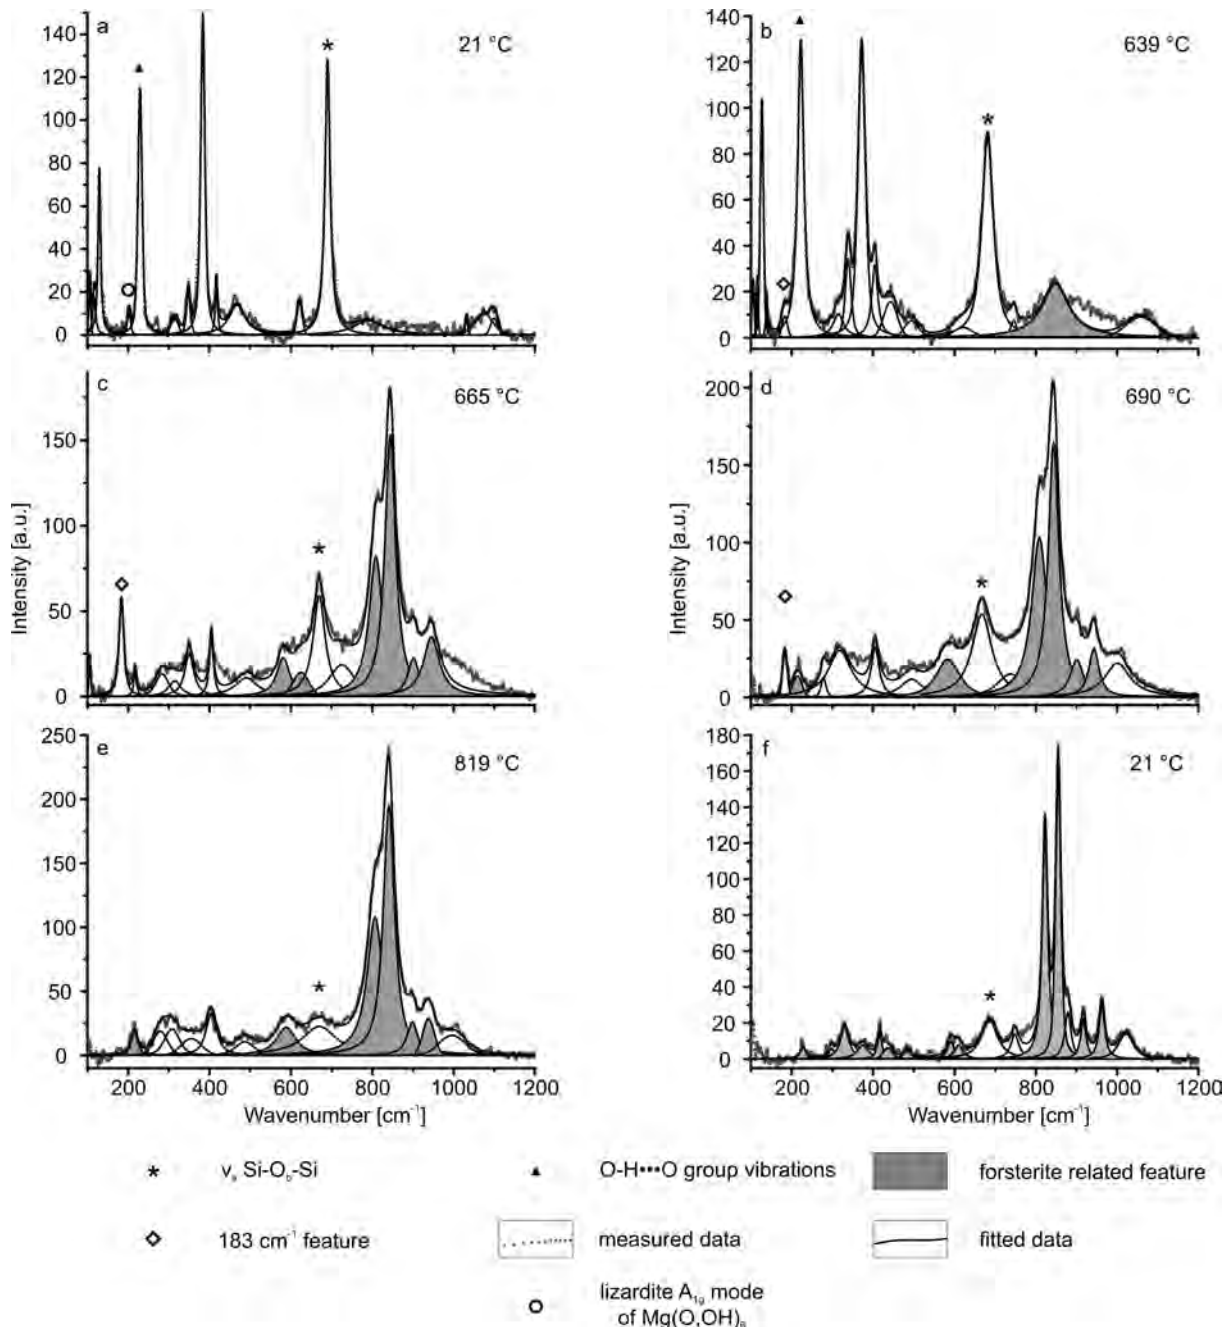 a
21 °C
140
120
100
80
60
40
20
0
b
639 °C
140
120
100
80
60
40
20
0
c
665 °C
150
100
50
0
d
690 °C
200
150
100
50
0
Intensity [a.u.]
Intensity [a.u.]
e
819 °C
250
200
150
100
50
0
200 400 600 800 1000 1200
Wavenumber [cm⁻¹]
f
21 °C
180
160
140
120
100
80
60
40
20
0
200 400 600 800 1000 1200
Wavenumber [cm⁻¹]
* νₛ Si-O_b-Si
▲ O-H•••O group vibrations
forsterite related feature
◇ 183 cm⁻¹ feature
measured data
fitted data
○ lizardite A₁g mode
of Mg(O,OH)₆